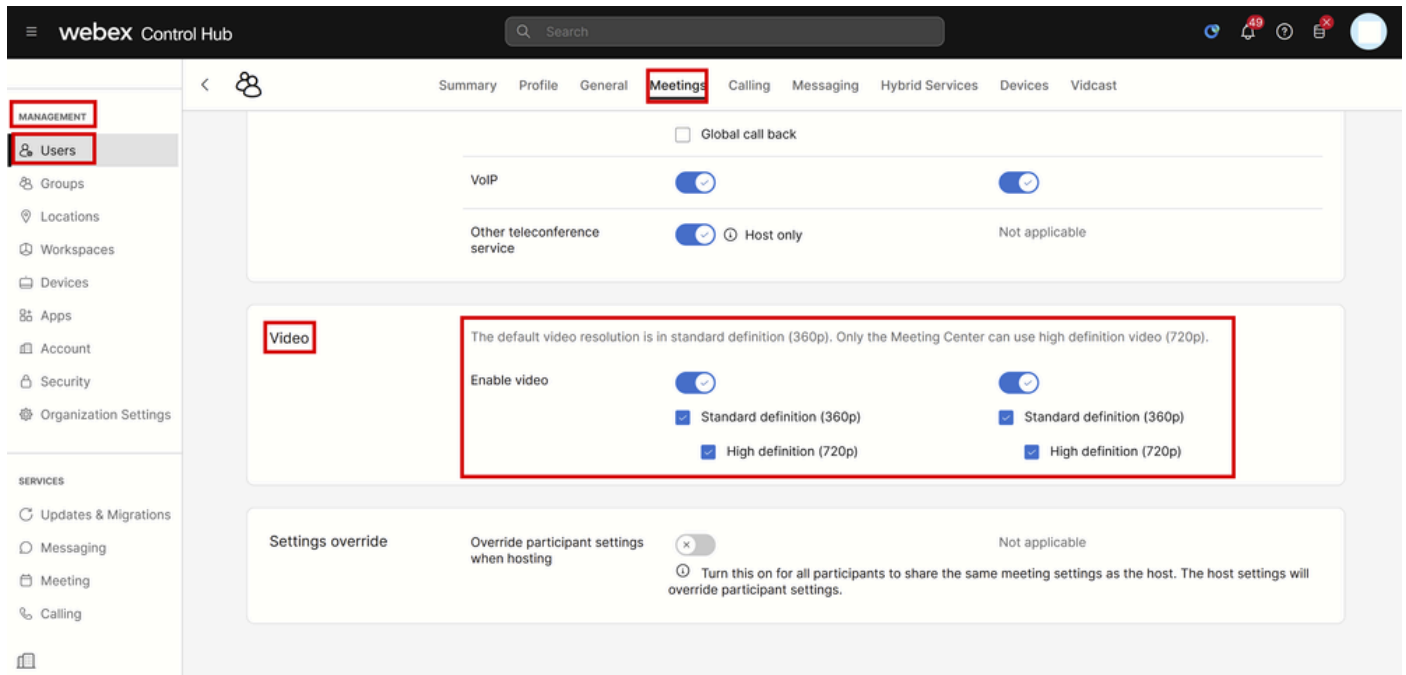 webex Control Hub
Search
49
MANAGEMENT
Users
Groups
Locations
Workspaces
Devices
Apps
Account
Security
Organization Settings
SERVICES
Updates & Migrations
Messaging
Meeting
Calling
Summary Profile General Meetings Calling Messaging Hybrid Services Devices Vidcast
Global call back
VoIP
Other teleconference
service
Host only
Not applicable
Video
The default video resolution is in standard definition (360p). Only the Meeting Center can use high definition video (720p).
Enable video
Standard definition (360p)
High definition (720p)
Standard definition (360p)
High definition (720p)
Settings override
Override participant settings
when hosting
Not applicable
Turn this on for all participants to share the same meeting settings as the host. The host settings will
override participant settings.